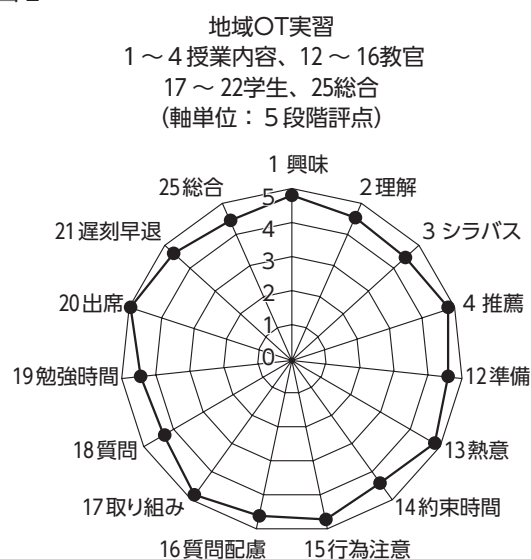 地域OT実習
1～4授業内容、12～16教官
17～22学生、25総合
（軸単位：５段階評点）
1 興味
2理解
3 シラバス
4 推薦
12準備
13熱意
14約束時間
15行為注意
16質問配慮
17取り組み
18質問
19勉強時間
20出席
21遅刻早退
25総合
5
4
3
2
1
0